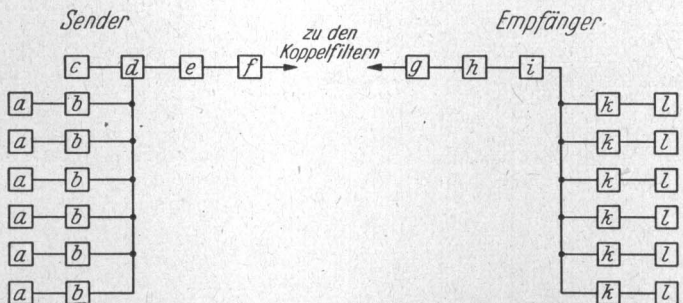 Sender
zu den
Koppelfiltern
Empfänger
c d e f g h i
a b k l
a b k l
a b k l
a b k l
a b k l
a b k l